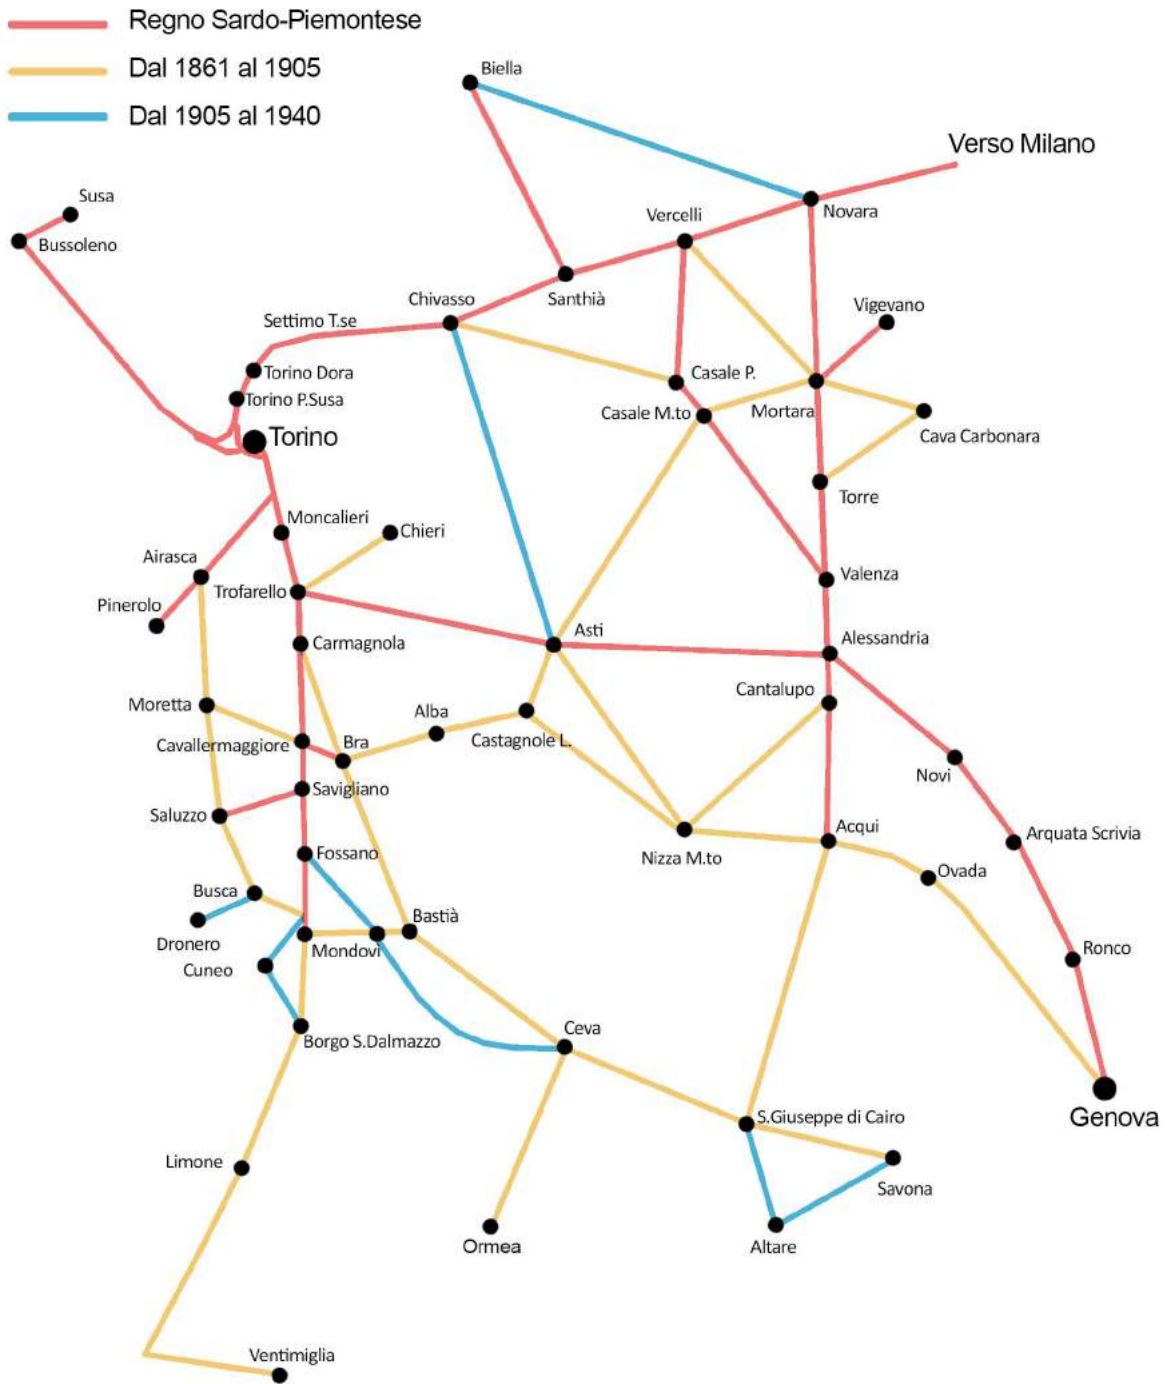 Regno Sardo-Piemontese
Dal 1861 al 1905
Dal 1905 al 1940
Biella
Verso Milano
Susa
Bussoleno
Novara
Vercelli
Santhià
Chivasso
Vigevano
Settimo T.se
Torino Dora
Casale P.
Torino P.Susa
Casale M.to
Mortara
Cava Carbonara
Torino
Torre
Moncalieri
Chieri
Airasca
Trofarello
Valenza
Pinerolo
Asti
Carmagnola
Alessandria
Cantalupo
Moretta
Alba
Castagnole L.
Cavallermaggiore
Bra
Novi
Savigliano
Saluzzo
Acqui
Arquata Scrivia
Fossano
Nizza M.to
Ovada
Busca
Bastià
Dronero
Mondovi
Ronco
Cuneo
Ceva
Borgo S.Dalmazzo
S.Giuseppe di Cairo
Genova
Limone
Savona
Ormea
Altare
Ventimiglia